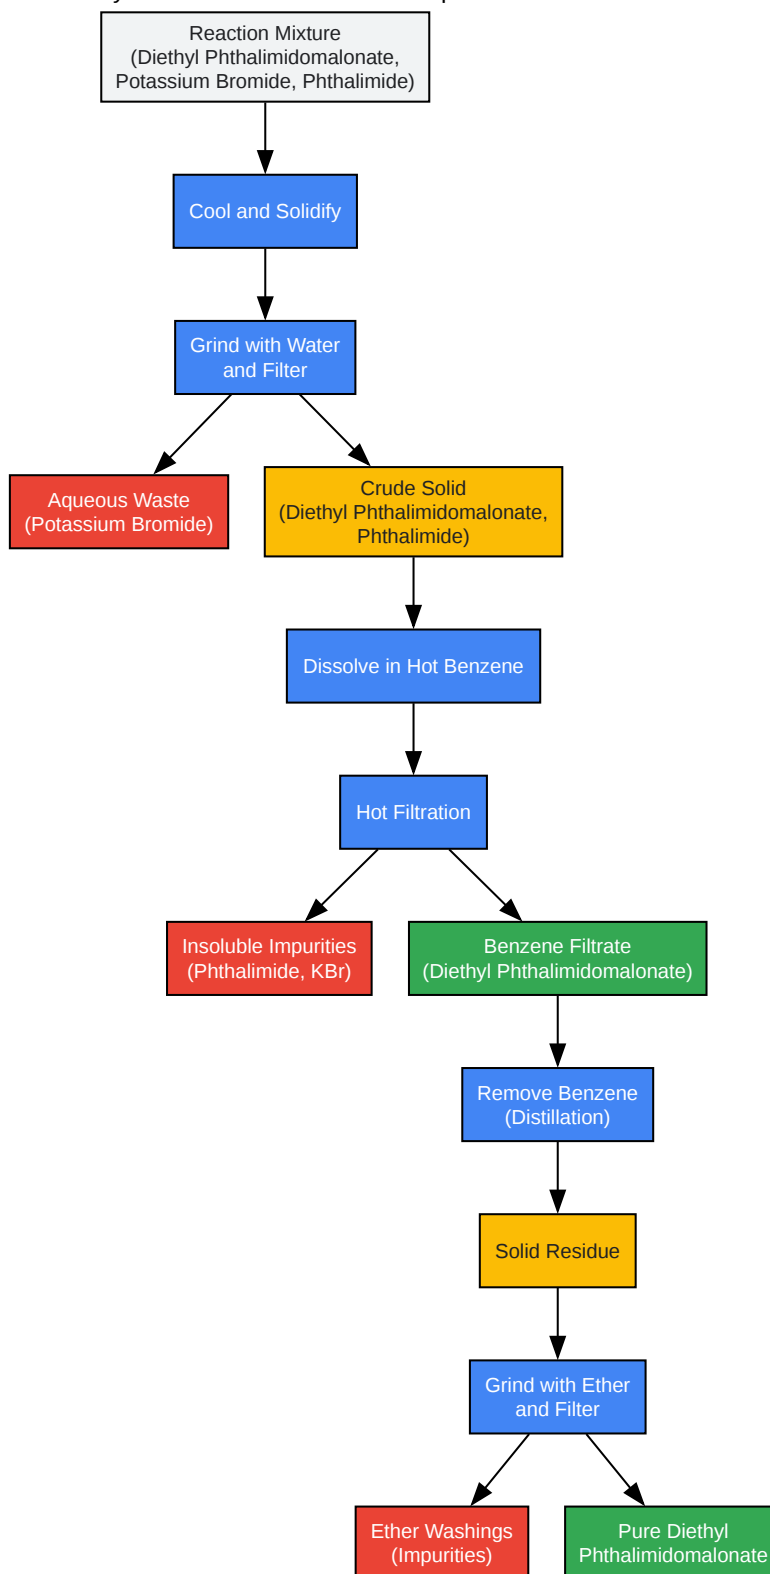 Reaction Mixture
(Diethyl Phthalimidomalonate,
Potassium Bromide, Phthalimide)
Cool and Solidify
Grind with Water
and Filter
Aqueous Waste
(Potassium Bromide)
Crude Solid
(Diethyl Phthalimidomalonate,
Phthalimide)
Dissolve in Hot Benzene
Hot Filtration
Insoluble Impurities
(Phthalimide, KBr)
Benzene Filtrate
(Diethyl Phthalimidomalonate)
Remove Benzene
(Distillation)
Solid Residue
Grind with Ether
and Filter
Ether Washings
(Impurities)
Pure Diethyl
Phthalimidomalonate